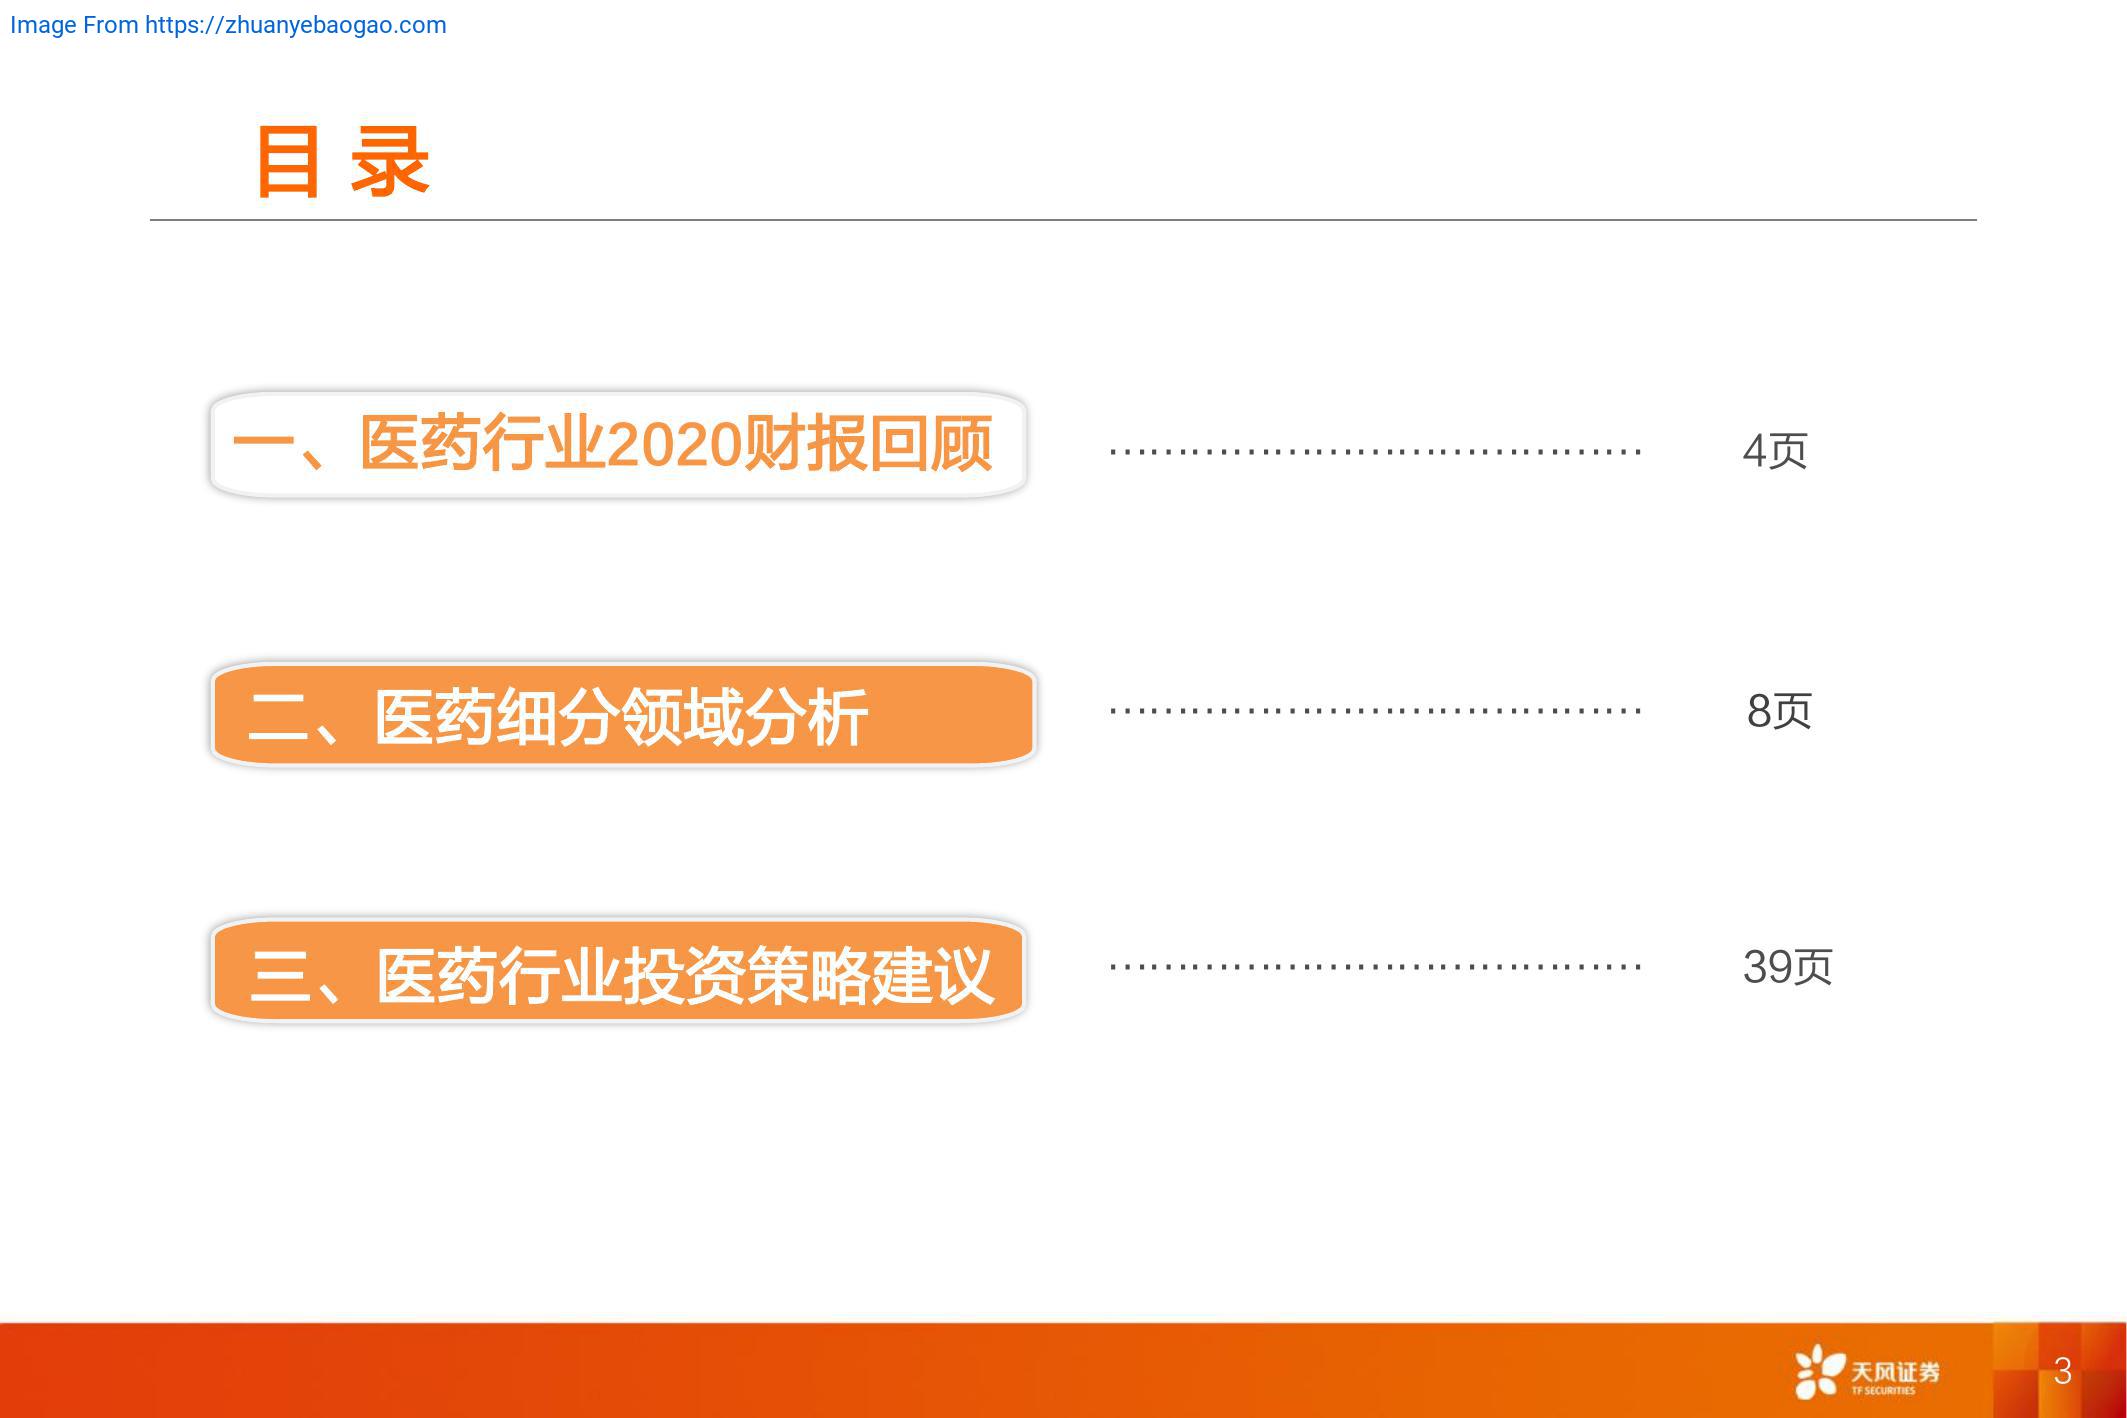 Image From https://zhuanyebaogao.com
目 录
一、医药行业2020财报回顾 ....................................... 4页
二、医药细分领域分析 ....................................... 8页
三、医药行业投资策略建议 ....................................... 39页
天风证券
TF SECURITIES
3